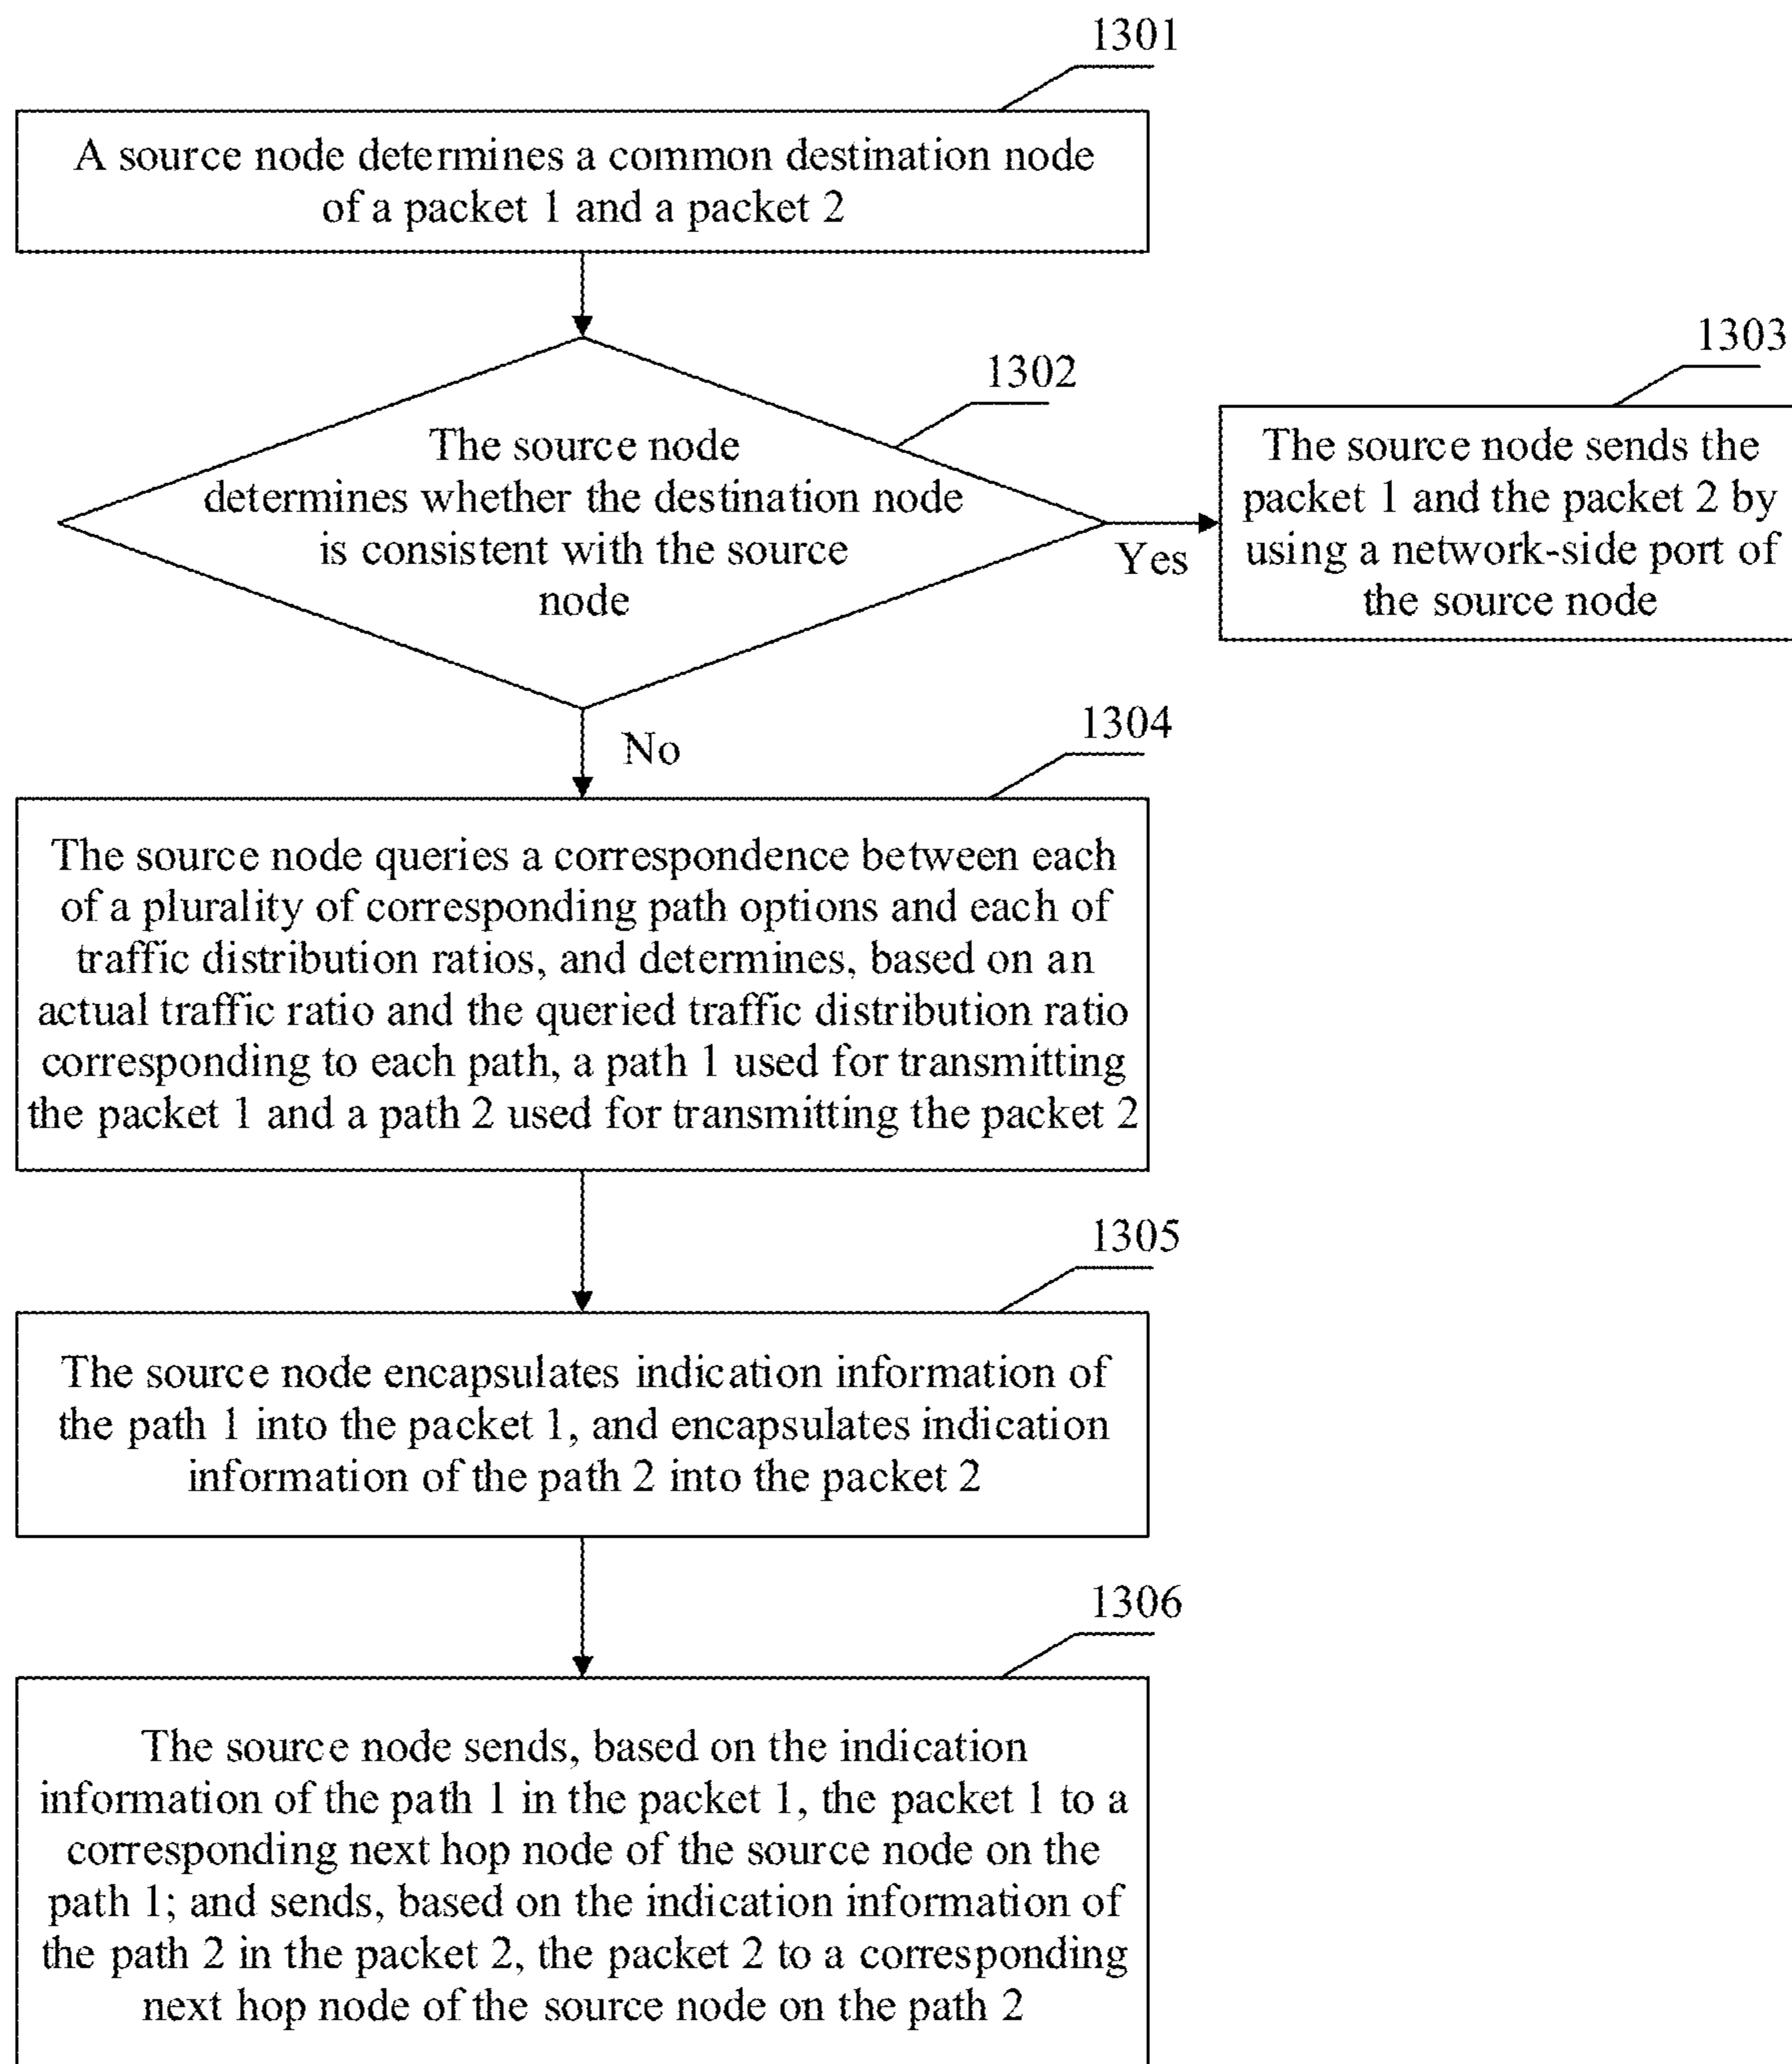 1301
A source node determines a common destination node
of a packet 1 and a packet 2
1302
The source node
determines whether the destination node
is consistent with the source
node
Yes
1303
The source node sends the
packet 1 and the packet 2 by
using a network-side port of
the source node
No
1304
The source node queries a correspondence between each
of a plurality of corresponding path options and each of
traffic distribution ratios, and determines, based on an
actual traffic ratio and the queried traffic distribution ratio
corresponding to each path, a path 1 used for transmitting
the packet 1 and a path 2 used for transmitting the packet 2
1305
The source node encapsulates indication information of
the path 1 into the packet 1, and encapsulates indication
information of the path 2 into the packet 2
1306
The source node sends, based on the indication
information of the path 1 in the packet 1, the packet 1 to a
corresponding next hop node of the source node on the
path 1; and sends, based on the indication information of
the path 2 in the packet 2, the packet 2 to a corresponding
next hop node of the source node on the path 2